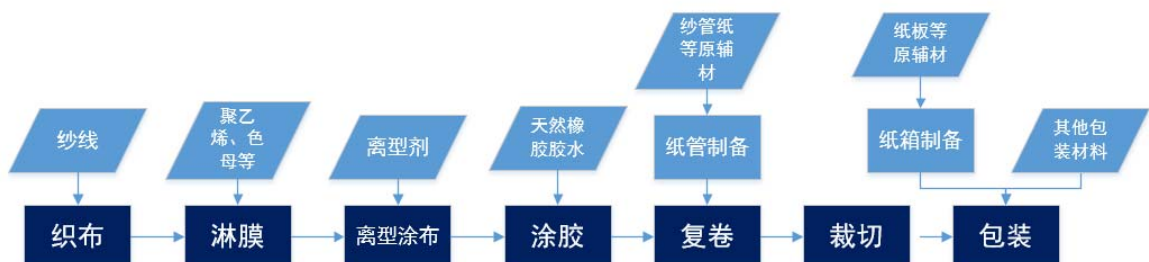 纱管纸
等原辅
材
纸板等
原辅材
纱线
聚乙
烯、色
母等
离型剂
天然橡
胶胶水
纸管制备
纸箱制备
其他包
装材料
织布
淋膜
离型涂布
涂胶
复卷
裁切
包装